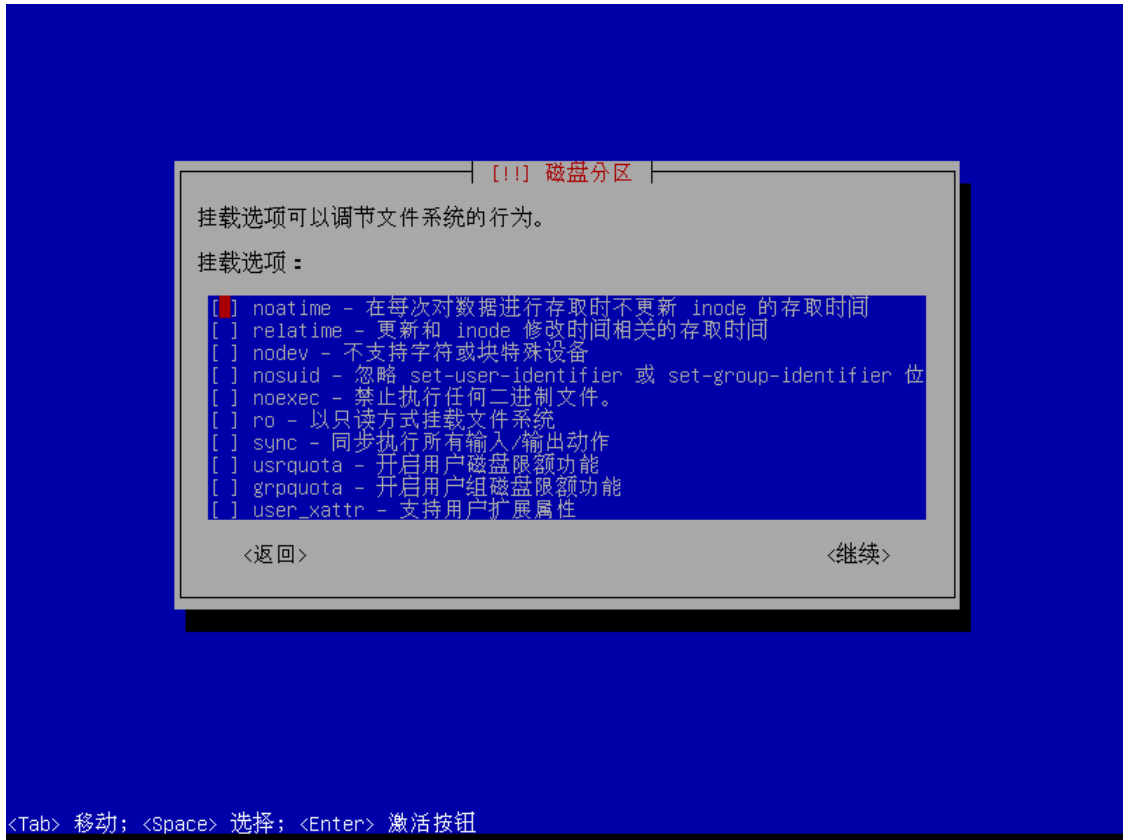 [!!] 磁盘分区
挂载选项可以调节文件系统的行为。
挂载选项：
[ ] noatime – 在每次对数据进行存取时不更新 inode 的存取时间
[ ] relatime – 更新和 inode 修改时间相关的存取时间
[ ] nodev – 不支持字符或块特殊设备
[ ] nosuid – 忽略 set-user-identifier 或 set-group-identifier 位
[ ] noexec – 禁止执行任何二进制文件。
[ ] ro – 以只读方式挂载文件系统
[ ] sync – 同步执行所有输入/输出动作
[ ] usrquota – 开启用户磁盘限额功能
[ ] grpquota – 开启用户组磁盘限额功能
[ ] user_xattr – 支持用户扩展属性
<返回> <继续>
<Tab> 移动; <Space> 选择; <Enter> 激活按钮